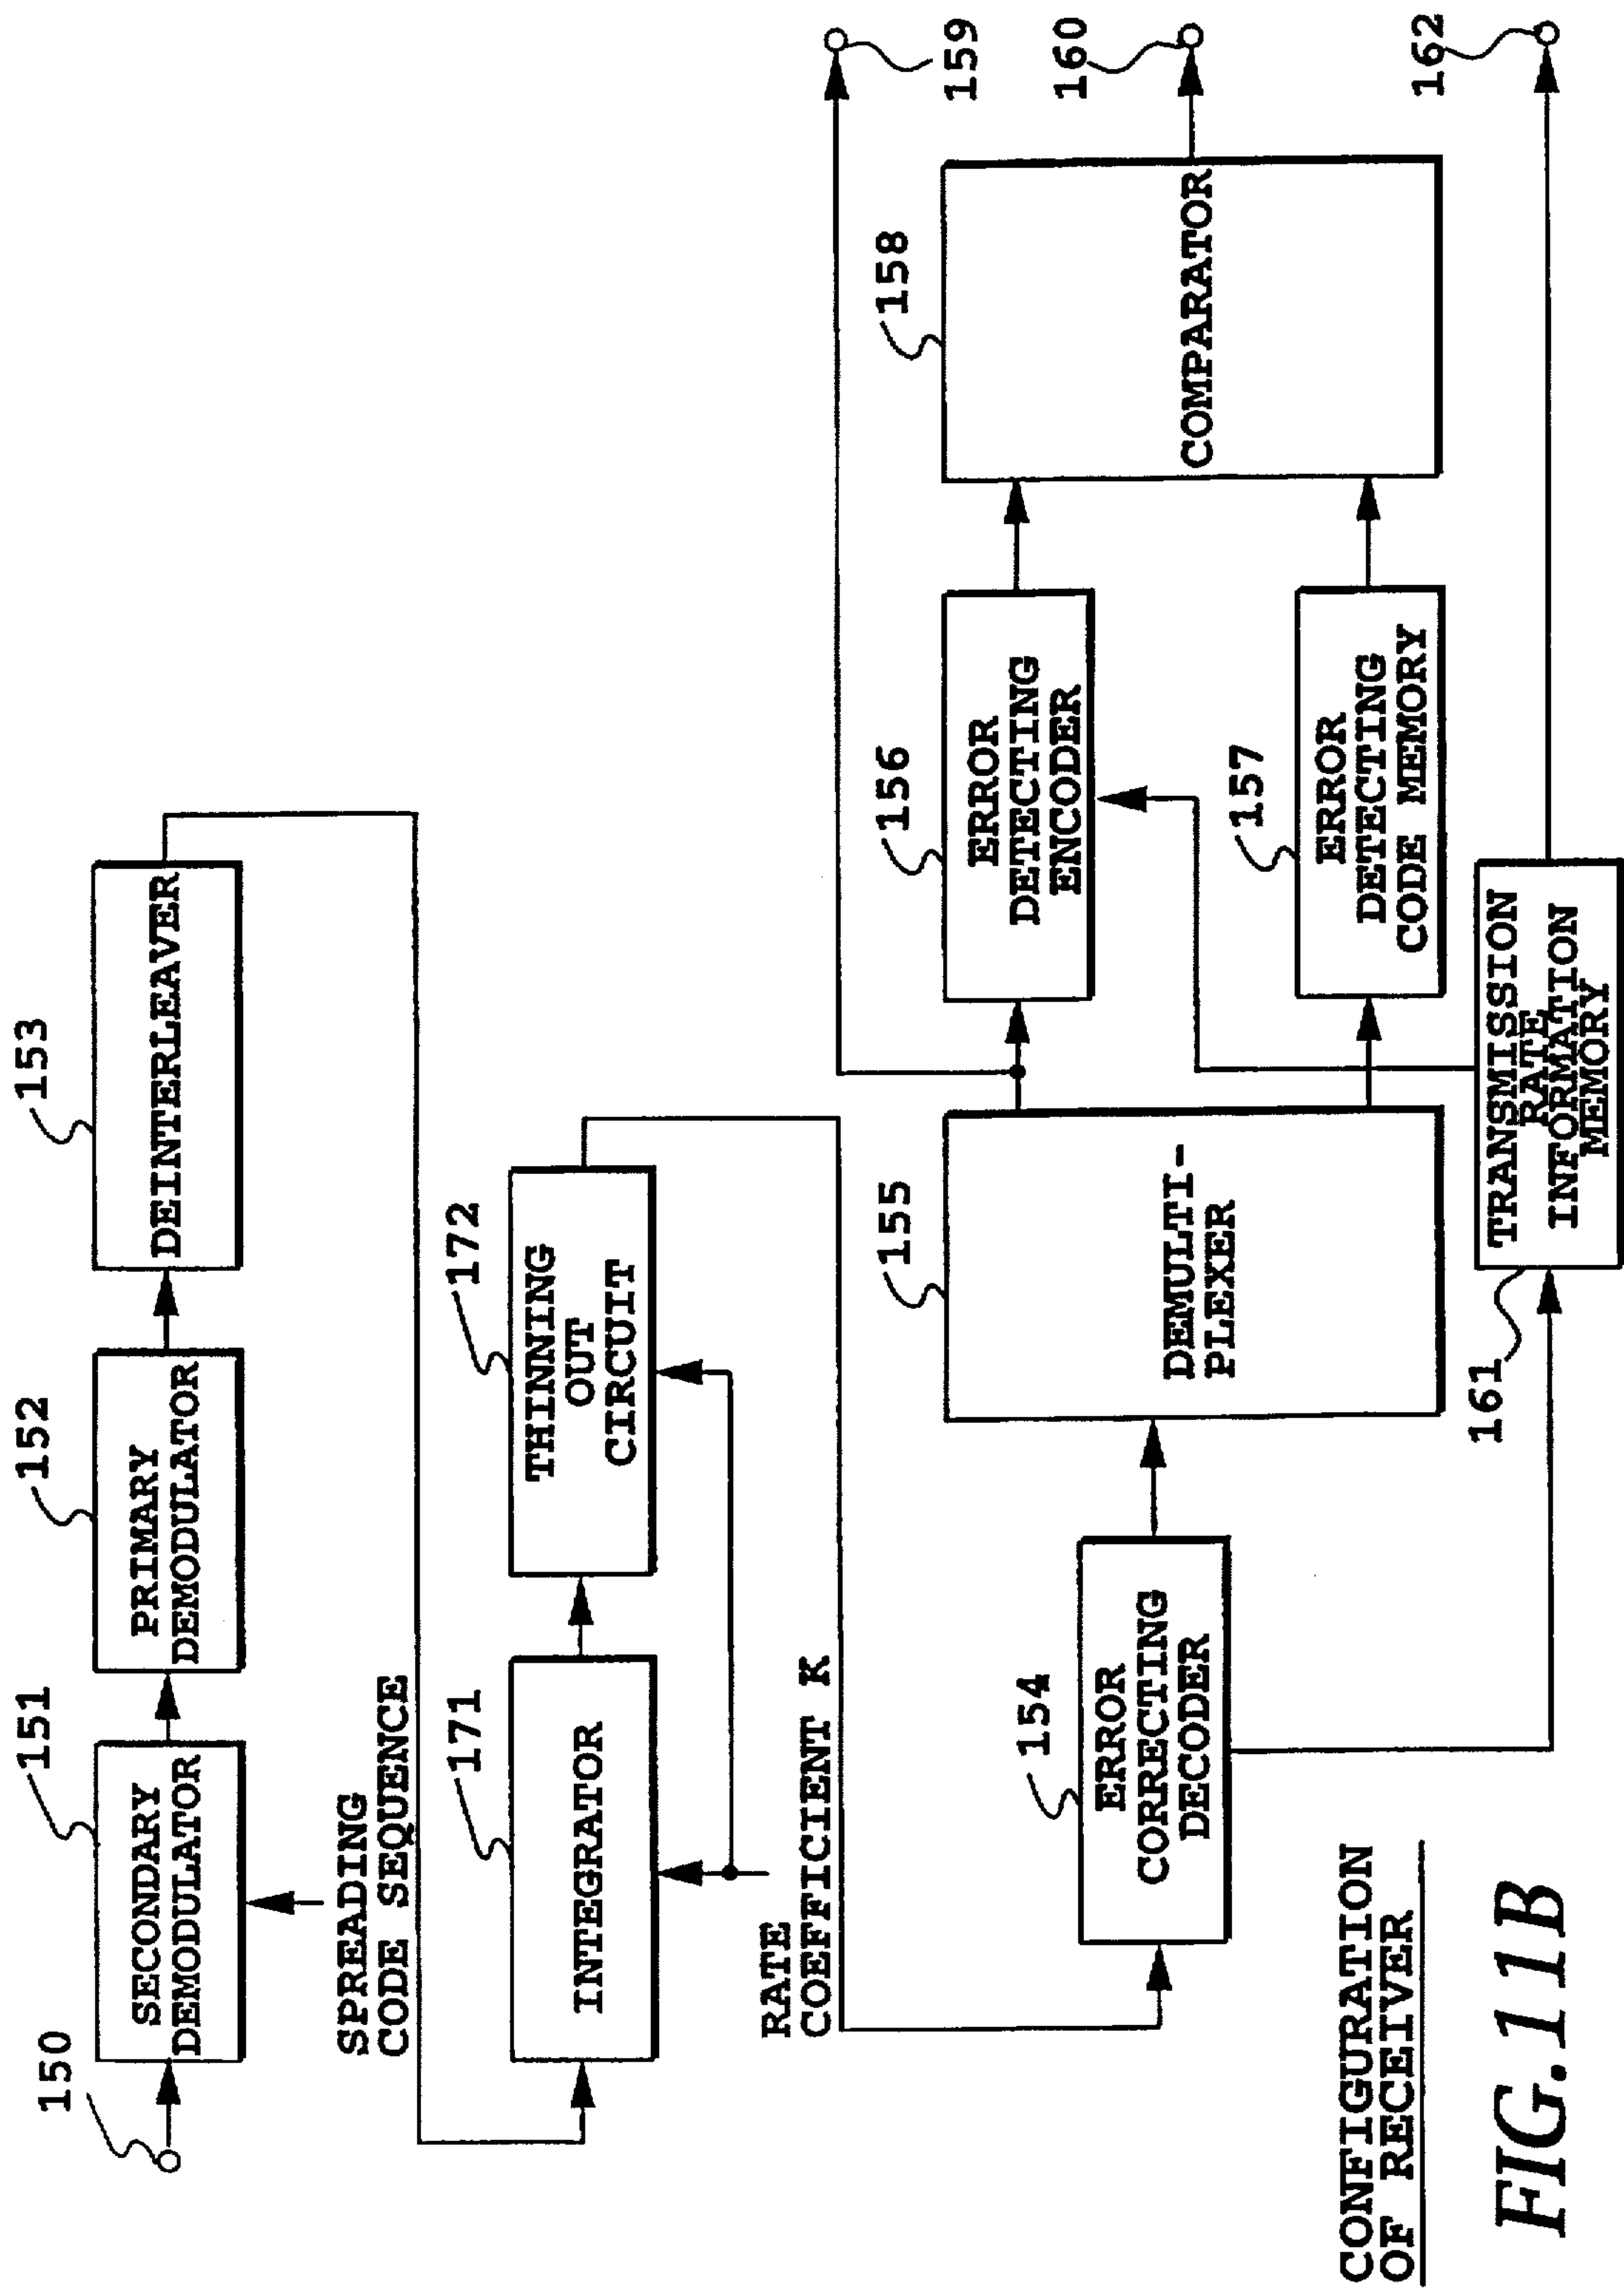 150
151
SECONDARY
DEMODULATOR
152
PRIMARY
DEMODULATOR
153
DEINTERLEAVER
SPREADING
CODE SEQUENCE
171
INTEGRATOR
172
THINNING
OUT
CIRCUIT
RATE
COEFFICIENT K
154
ERROR
CORRECTING
DECODER
155
DEMULTI-
PLEXER
156
ERROR
DETECTING
ENCODER
157
ERROR
DETECTING
CODE MEMORY
158
COMPARATOR
159
160
161
TRANSMISSION
RATE
INFORMATION
MEMORY
162
CONFIGURATION
OF RECEIVER
FIG.11B